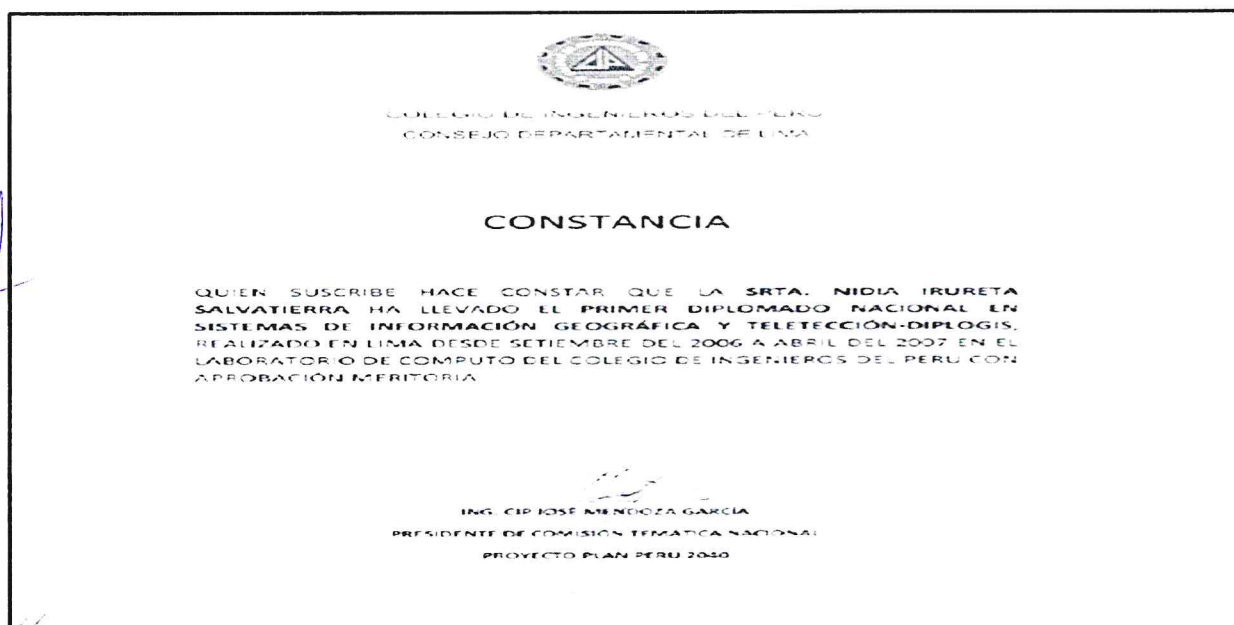 COLEGIO DE INGENIEROS DEL PERU
CONSEJO DEPARTAMENTAL DE LIMA
CONSTANCIA
QUIEN SUSCRIBE HACE CONSTAR QUE LA SRTA. NIDIA IRURETA
SALVATIERRA HA LLEVADO EL PRIMER DIPLOMADO NACIONAL EN
SISTEMAS DE INFORMACIÓN GEOGRÁFICA Y TELETECCIÓN-DIPLOGIS,
REALIZADO EN LIMA DESDE SETIEMBRE DEL 2006 A ABRIL DEL 2007 EN EL
LABORATORIO DE COMPUTO DEL COLEGIO DE INGENIEROS DEL PERU CON
APROBACIÓN MERITORIA
ING. CIP JOSÉ MENDOZA GARCÍA
PRESIDENTE DE COMISIÓN TEMÁTICA NACIONAL
PROYECTO PLAN PERU 2040